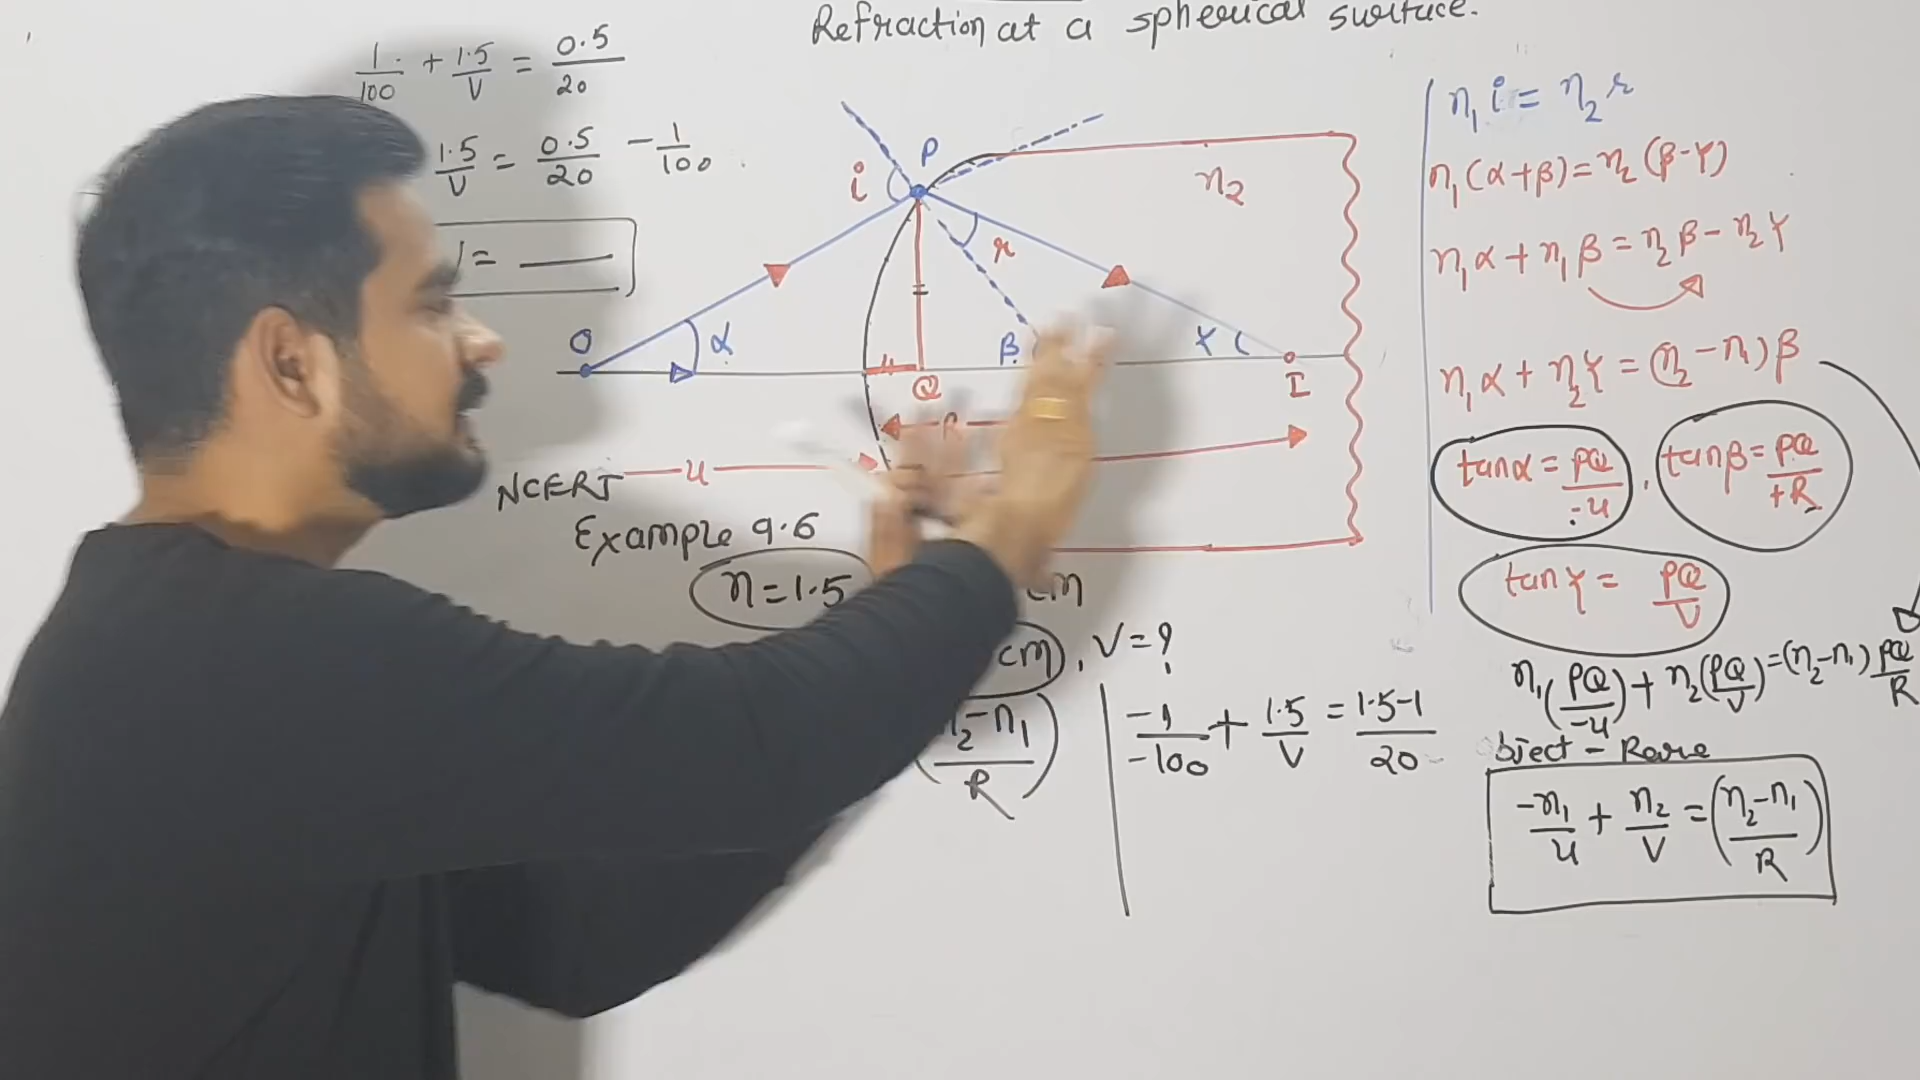 Refraction at a spherical surface.
1/100 + 1.5/V = 0.5/20
1.5/V = 0.5/20 - 1/100
= ___
P
i
n2
r
O
α
β
γ
Q
I
R
u
NCERT
Example 9.6
n=1.5
cm
cm), V=?
n2-n1)/R
-1/-100 + 1.5/V = 1.5-1/20
n1 i = n2 r
n1(α+β)=n2(β-γ)
n1α + n1β = n2β - n2γ
n1α + n2γ = (n2-n1)β
tanα = PQ/-u , tanβ = PQ/+R
tanγ = PQ/V
n1(PQ/-u) + n2(PQ/V) = (n2-n1)PQ/R
bject - Rare
-n1/u + n2/V = (n2-n1/R)